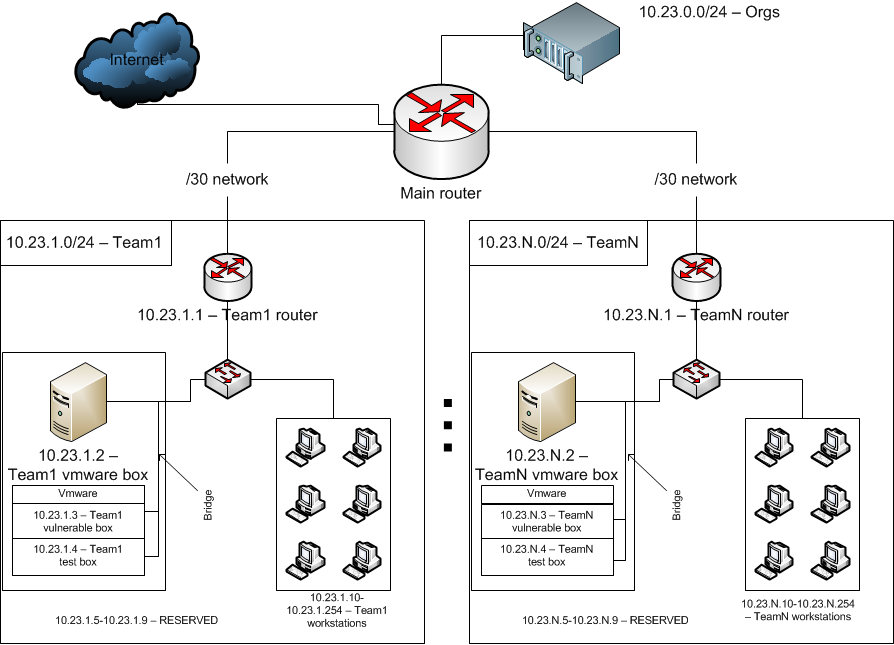 10.23.0.0/24 – Orgs
Internet
Main router
/30 network
/30 network
10.23.1.0/24 – Team1
10.23.1.1 – Team1 router
10.23.1.2 –
Team1 vmware box
Vmware
10.23.1.3 – Team1
vulnerable box
10.23.1.4 – Team1
test box
Bridge
10.23.1.10-
10.23.1.254 – Team1
workstations
10.23.1.5-10.23.1.9 – RESERVED
10.23.N.0/24 – TeamN
10.23.N.1 – TeamN router
10.23.N.2 –
TeamN vmware box
Vmware
10.23.N.3 – TeamN
vulnerable box
10.23.N.4 – TeamN
test box
Bridge
10.23.N.10-10.23.N.254
– TeamN workstations
10.23.N.5-10.23.N.9 – RESERVED